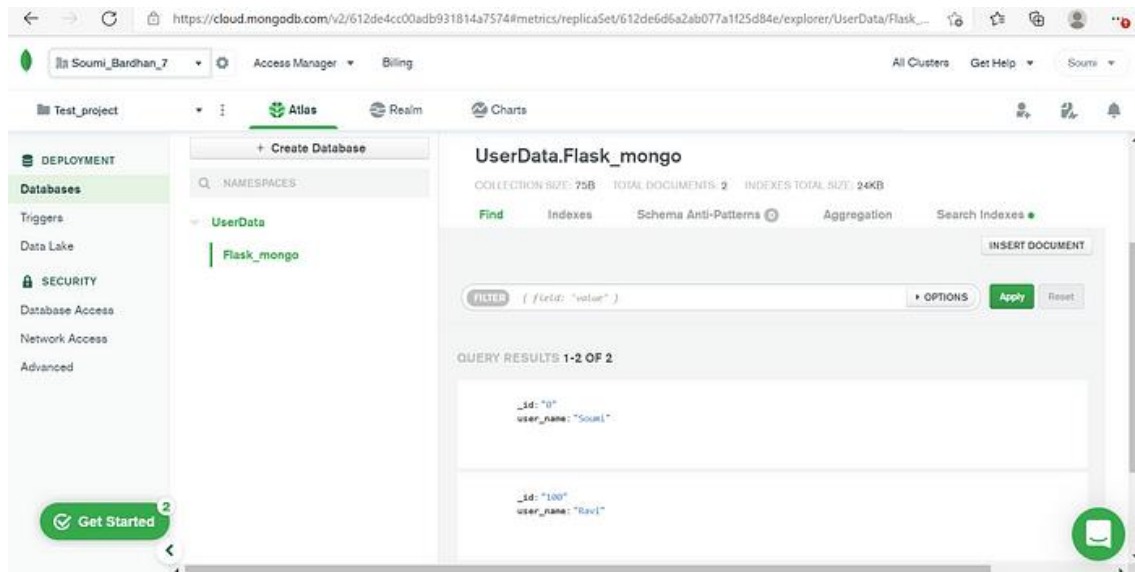 https://cloud.mongodb.com/v2/612de4cc00adb931814a7574#metrics/replicaSet/612de6d6a2ab077a1f25d84e/explorer/UserData/Flask_...
Soumi_Bardhan_7 Access Manager Billing All Clusters Get Help Soumi
Test_project Atlas Realm Charts
DEPLOYMENT
Databases
Triggers
Data Lake
SECURITY
Database Access
Network Access
Advanced
Get Started 2
+ Create Database
NAMESPACES
UserData
Flask_mongo
UserData.Flask_mongo
COLLECTION SIZE: 75B TOTAL DOCUMENTS: 2 INDEXES TOTAL SIZE: 24KB
Find Indexes Schema Anti-Patterns 0 Aggregation Search Indexes
INSERT DOCUMENT
FILTER { field: "value" } OPTIONS Apply Reset
QUERY RESULTS 1-2 OF 2
_id: "0"
user_name: "Soumi"
_id: "100"
user_name: "Ravi"